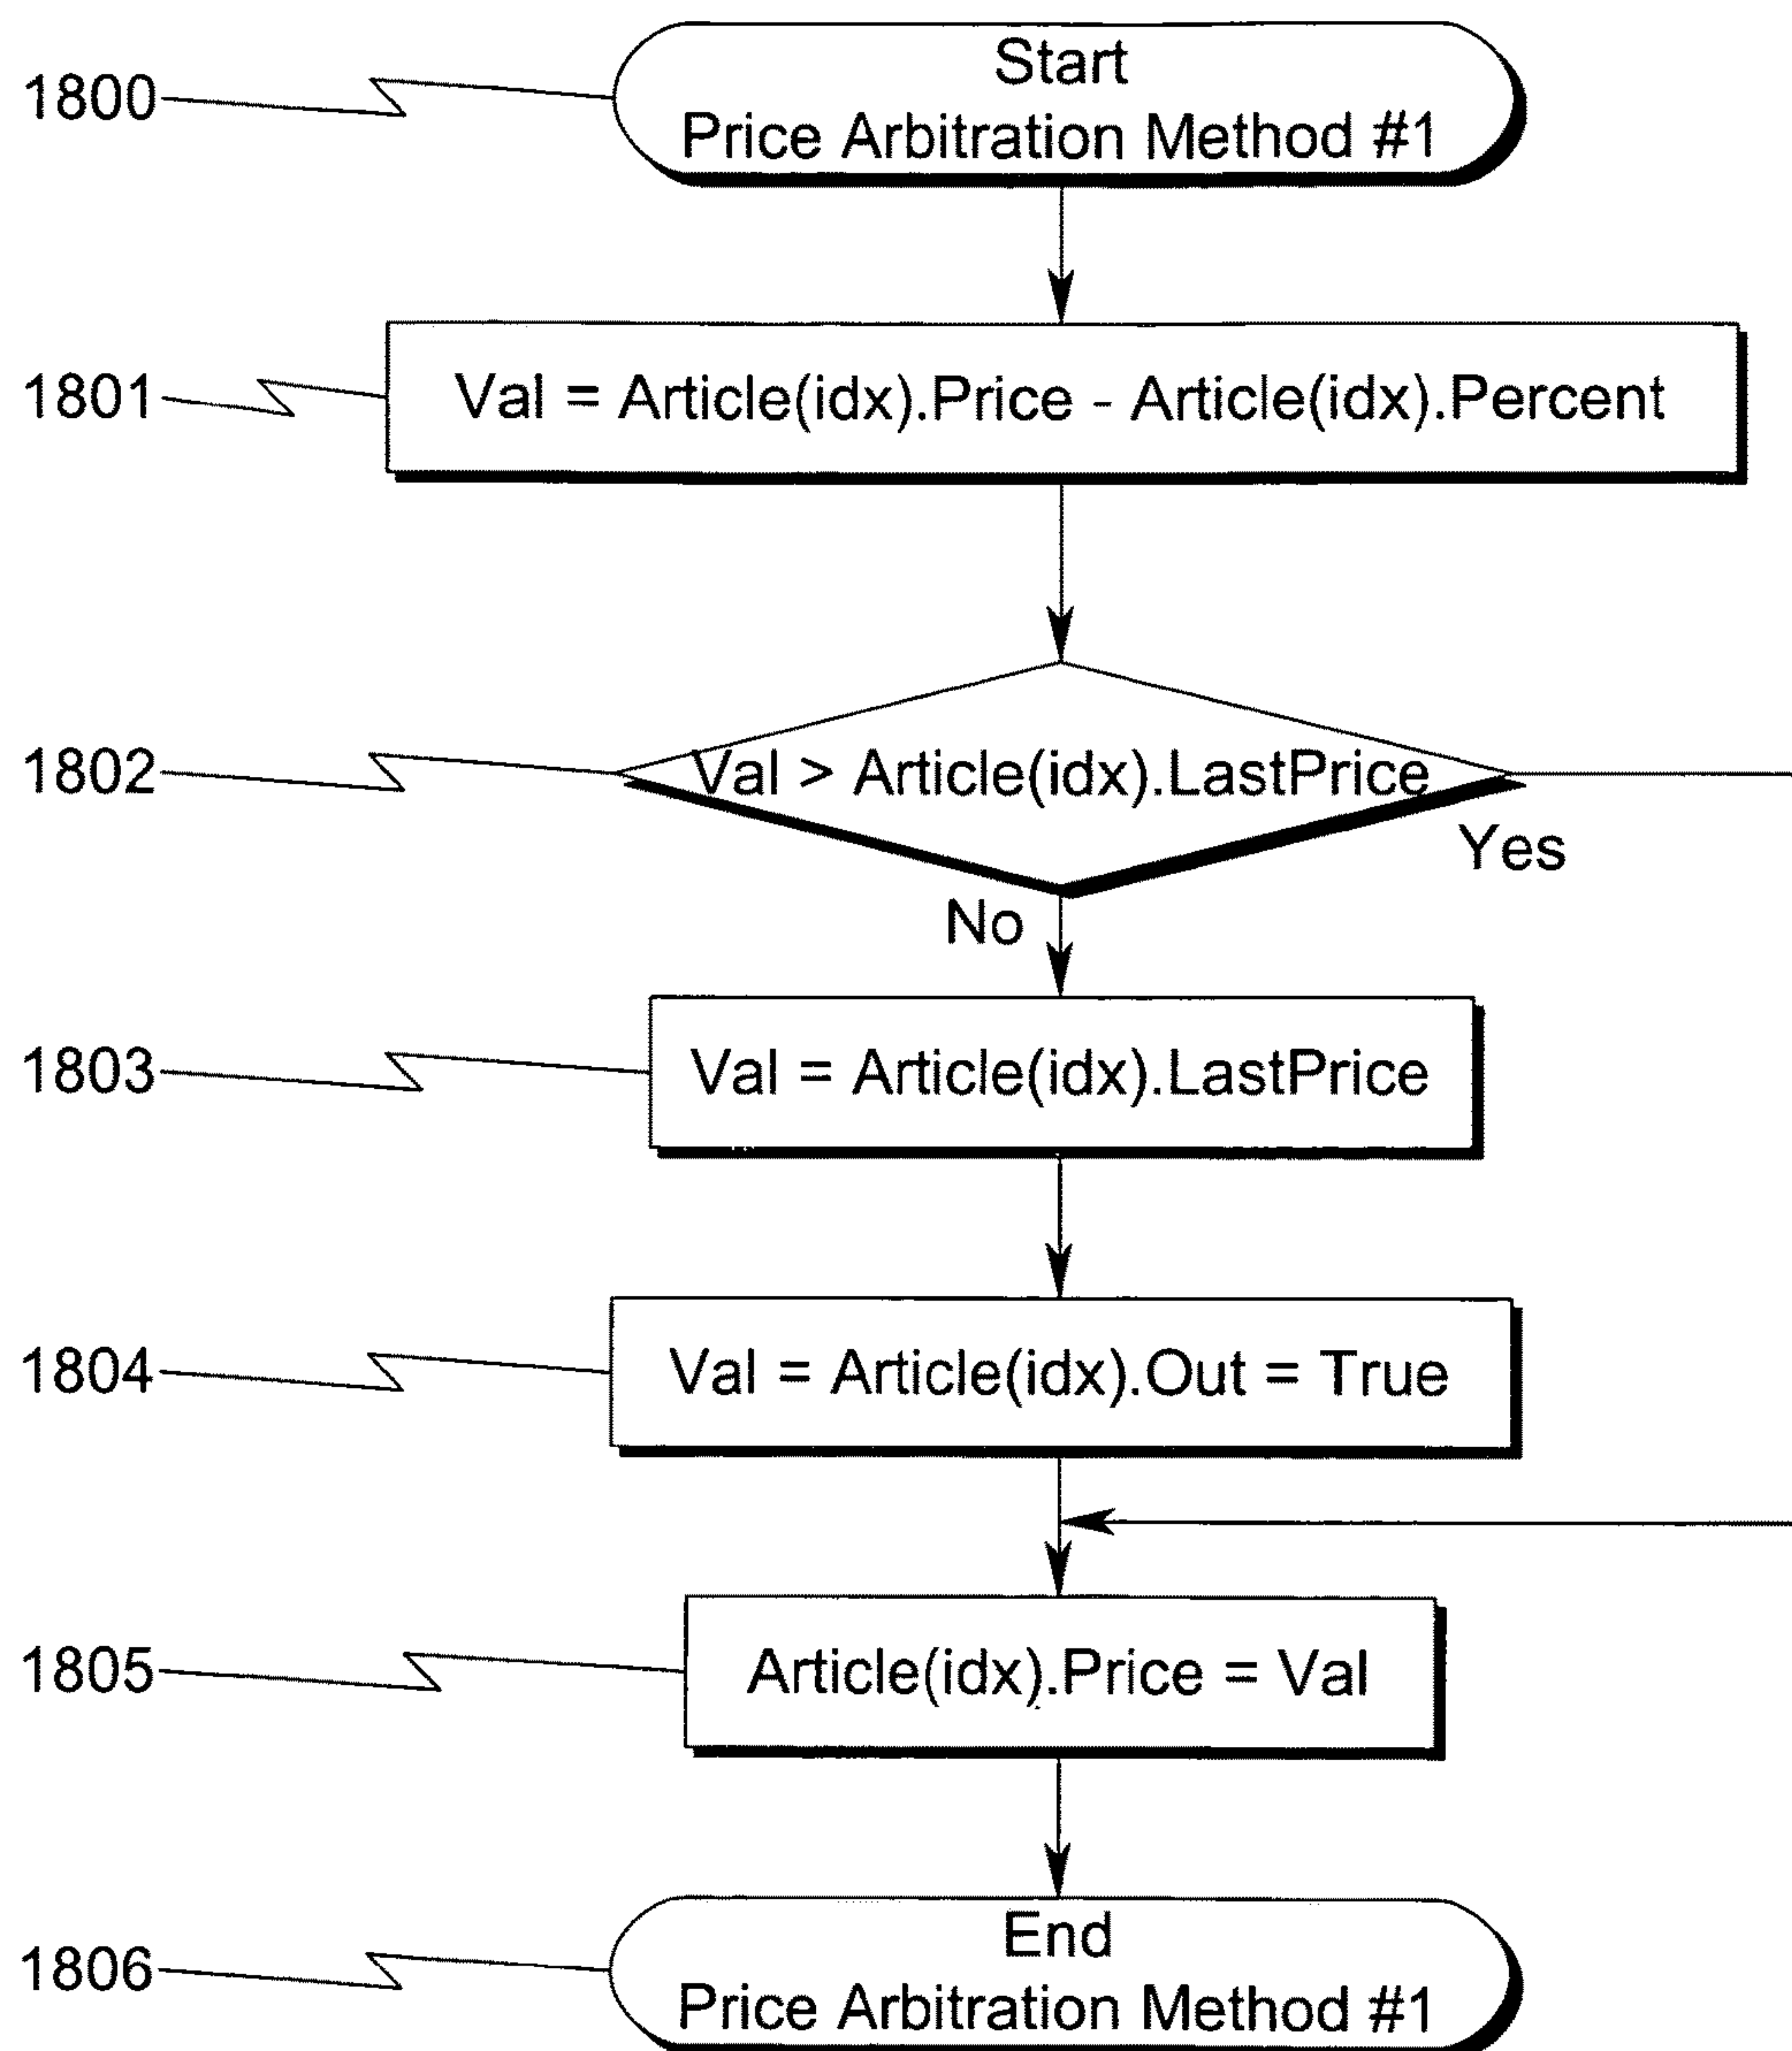 1800
Start
Price Arbitration Method #1
1801
Val = Article(idx).Price - Article(idx).Percent
1802
Val > Article(idx).LastPrice
Yes
No
1803
Val = Article(idx).LastPrice
1804
Val = Article(idx).Out = True
1805
Article(idx).Price = Val
1806
End
Price Arbitration Method #1